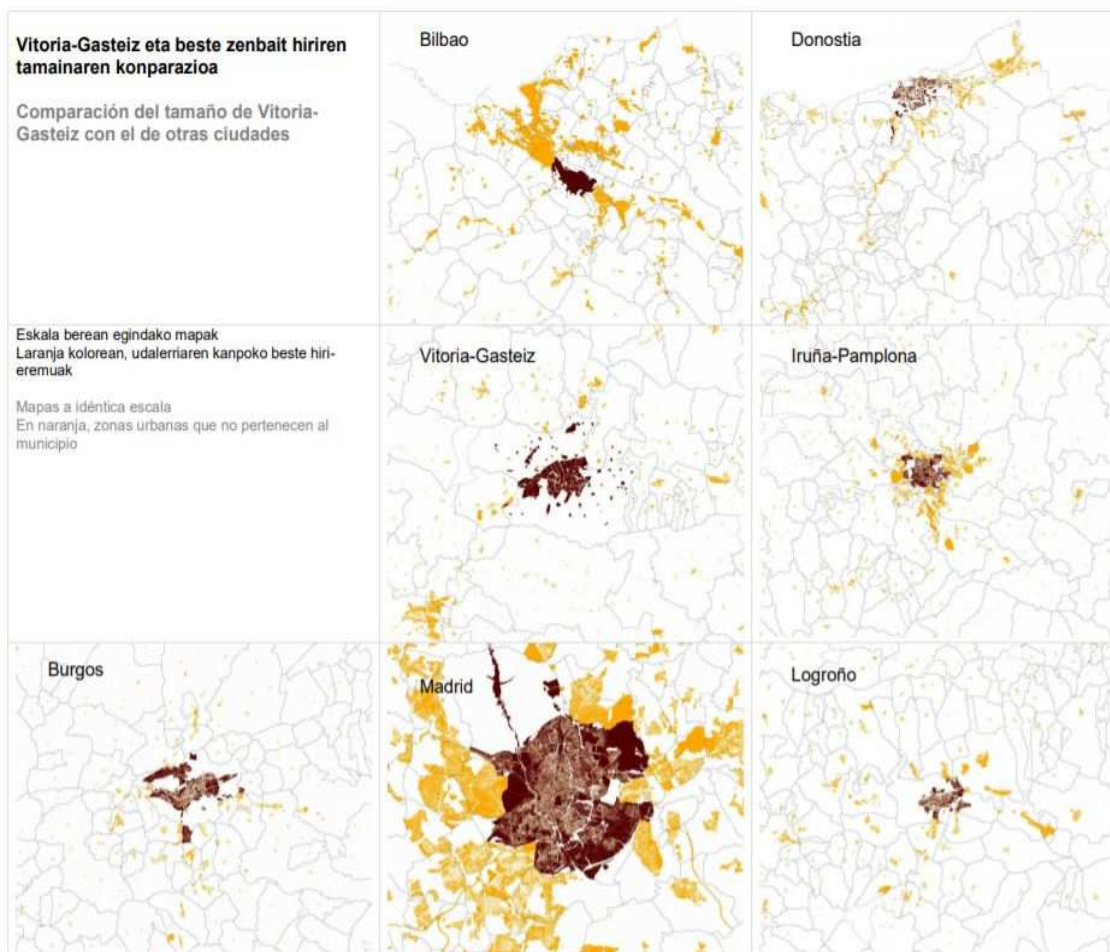 Vitoria-Gasteiz eta beste zenbait hiriren
tamainaren konparazioa
Comparación del tamaño de Vitoria-
Gasteiz con el de otras ciudades
Bilbao
Donostia
Eskala berean egindako mapak
Laranja kolorean, udalerriaren kanpoko beste hiri-
eremuak
Mapas a idéntica escala
En naranja, zonas urbanas que no pertenecen al
municipio
Vitoria-Gasteiz
Iruña-Pamplona
Burgos
Madrid
Logroño